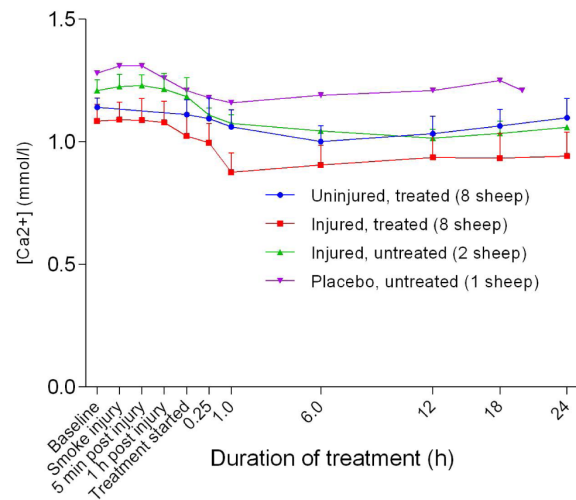 1.5
1.0
0.5
0.0
[Ca2+] (mmol/l)
Uninjured, treated (8 sheep)
Injured, treated (8 sheep)
Injured, untreated (2 sheep)
Placebo, untreated (1 sheep)
Baseline
Smoke injury
5 min post injury
1 h post injury
Treatment started
0.25
1.0
6.0
12
18
24
Duration of treatment (h)